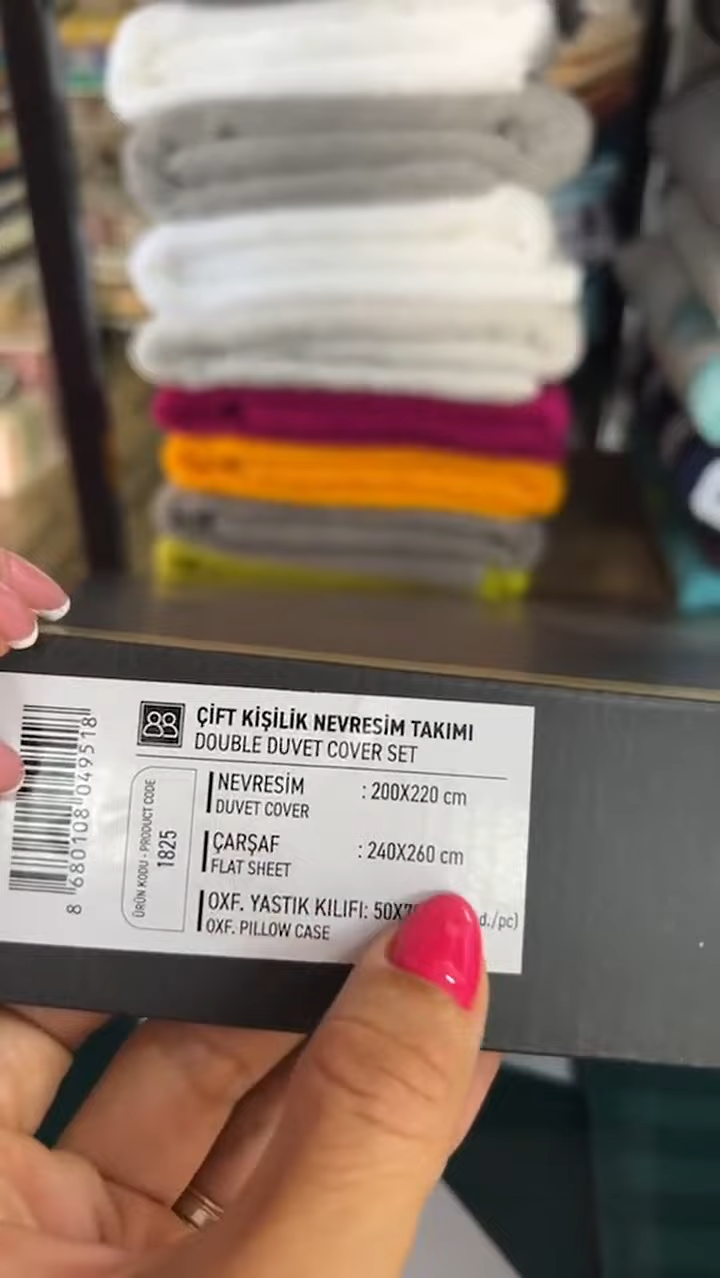 ÇİFT KİŞİLİK NEVRESİM TAKIMI
DOUBLE DUVET COVER SET
NEVRESİM : 200X220 cm
DUVET COVER
ÇARŞAF : 240X260 cm
FLAT SHEET
OXF. YASTIK KILIFI: d./pc)
OXF. PILLOW CASE
ÜRÜN KODU - PRODUCT CODE
1825
8 680108 049518